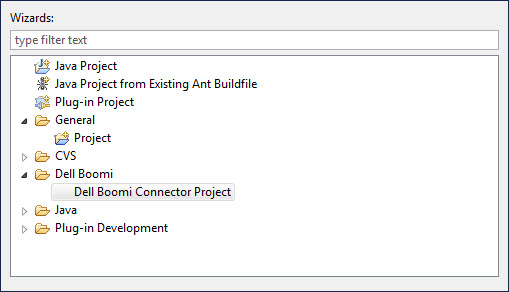 Wizards:
type filter text
Java Project
Java Project from Existing Ant Buildfile
Plug-in Project
General
Project
CVS
Dell Boomi
Dell Boomi Connector Project
Java
Plug-in Development